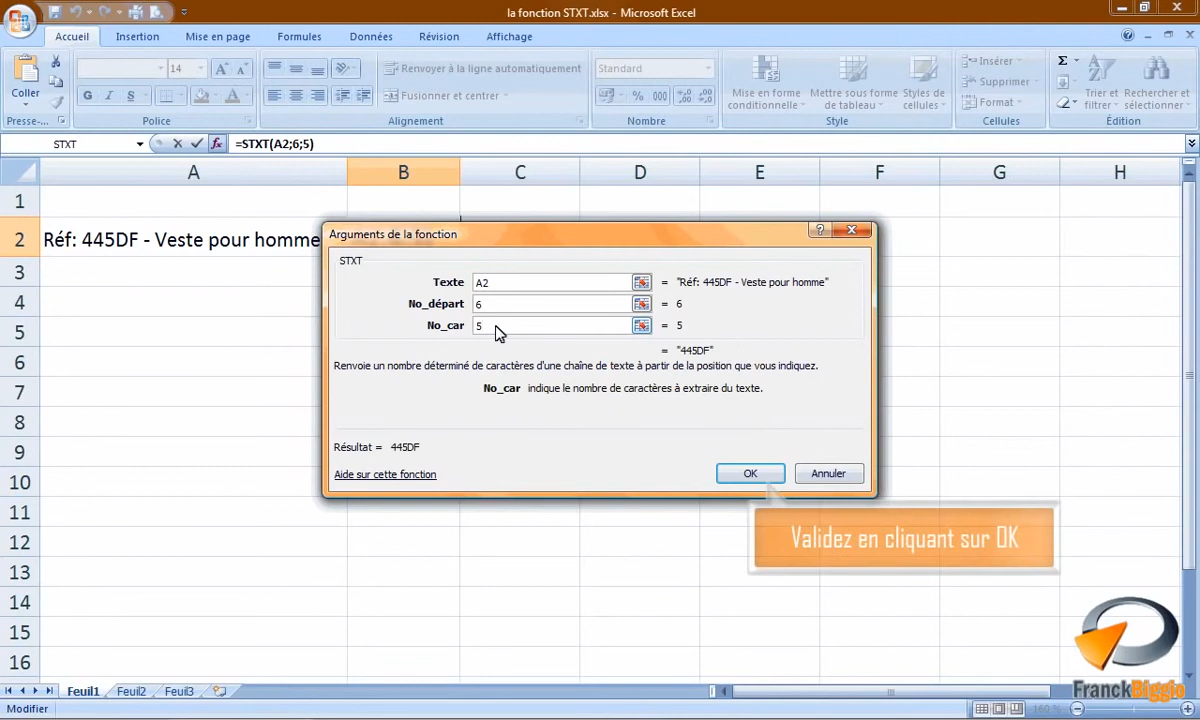 la fonction STXT.xlsx - Microsoft Excel
Accueil
Insertion
Mise en page
Formules
Données
Révision
Affichage
Coller
Presse-...
14
G I S
Police
Renvoyer à la ligne automatiquement
Fusionner et centrer
Alignement
Standard
% 000
Nombre
Mise en forme conditionnelle
Mettre sous forme de tableau
Styles de cellules
Style
Insérer
Supprimer
Format
Cellules
Σ
Trier et filtrer
Rechercher et sélectionner
Édition
STXT
fx
=STXT(A2;6;5)
A B C D E F G H
1
2 Réf: 445DF - Veste pour homme
3
4
5
6
7
8
9
10
11
12
13
14
15
16
Arguments de la fonction
STXT
Texte A2 = "Réf: 445DF - Veste pour homme"
No_départ 6 = 6
No_car 5 = 5
= "445DF"
Renvoie un nombre déterminé de caractères d'une chaîne de texte à partir de la position que vous indiquez.
No_car indique le nombre de caractères à extraire du texte.
Résultat = 445DF
Aide sur cette fonction
OK
Annuler
Validez en cliquant sur OK
FranckBiggio
Feuil1 Feuil2 Feuil3
Modifier
160 %